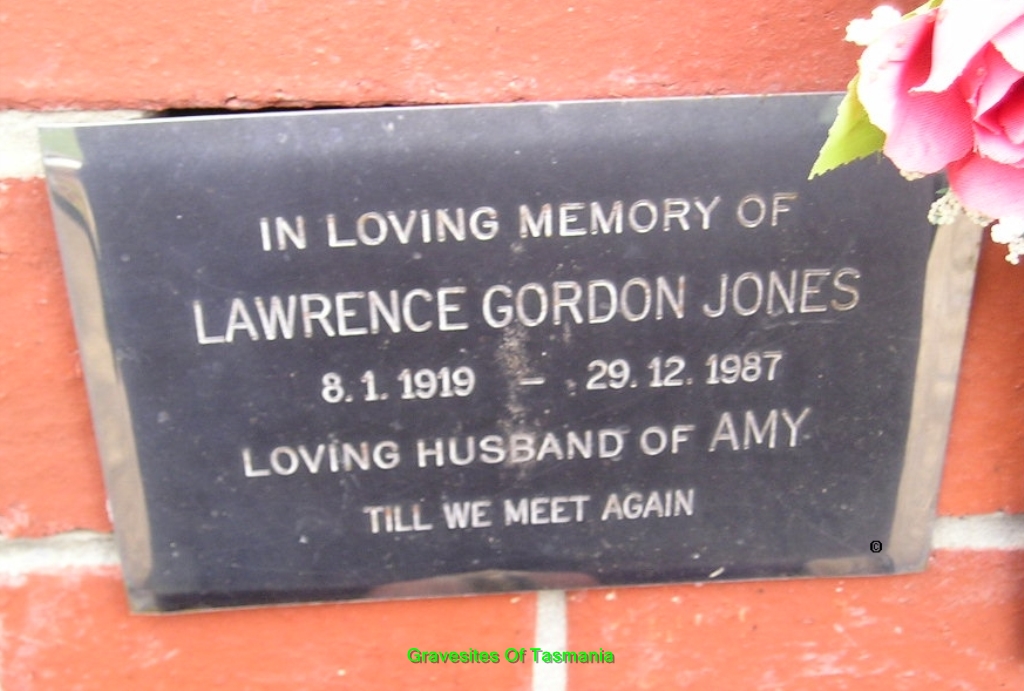 IN LOVING MEMORY OF
LAWRENCE GORDON JONES
8. 1. 1919 – 29. 12. 1987
LOVING HUSBAND OF AMY
TILL WE MEET AGAIN
©
Gravesites Of Tasmania